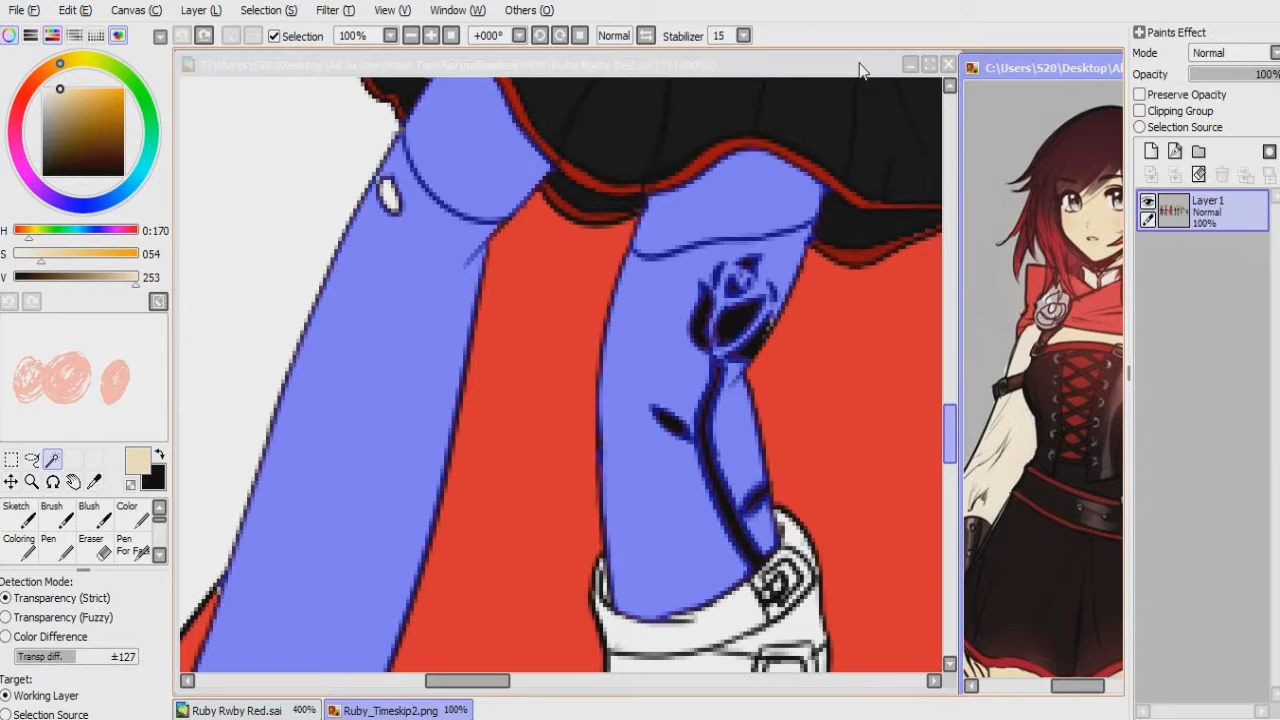 File (F) Edit (E) Canvas (C) Layer (L) Selection (S) Filter (T) View (V) Window (W) Others (O)
Selection 100% +000° Normal Stabilizer 15
C:\Users\S20\Desktop\Al
H 0:170
S 054
V 253
Sketch Brush Blush Color
Coloring Pen Eraser Pen For Fa
Detection Mode:
Transparency (Strict)
Transparency (Fuzzy)
Color Difference
Transp diff. ±127
Target:
Working Layer
Selection Source
Ruby Rwby Red.sai 400% Ruby_Timeskip2.png 100%
Paints Effect
Mode Normal
Opacity 100%
Preserve Opacity
Clipping Group
Selection Source
Layer1
Normal
100%